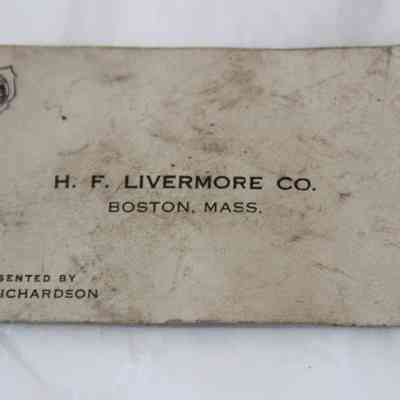 H. F. LIVERMORE CO.
BOSTON, MASS.
SENTED BY
ICHARDSON